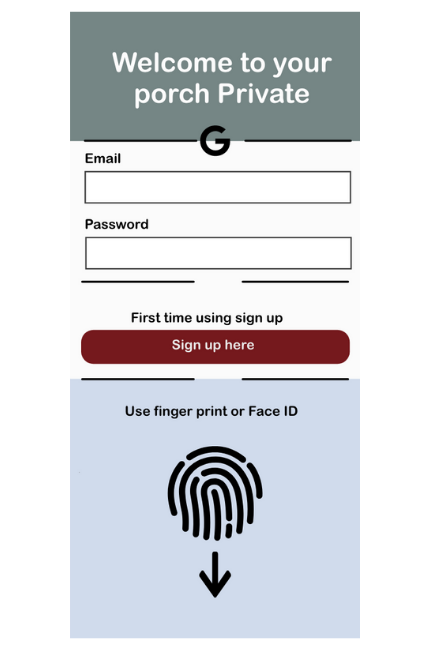 Welcome to your
porch Private
G
Email
Password
First time using sign up
Sign up here
Use finger print or Face ID